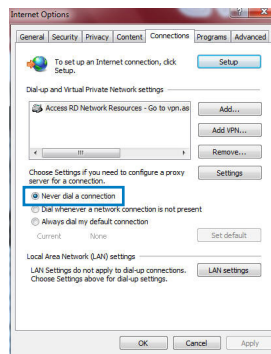 Internet Options
General Security Privacy Content Connections Programs Advanced
To set up an Internet connection, click
Setup.
Setup
Dial-up and Virtual Private Network settings
Access RD Network Resources - Go to vpn.as
Add...
Add VPN...
Remove...
Choose Settings if you need to configure a proxy
server for a connection.
Settings
Never dial a connection
Dial whenever a network connection is not present
Always dial my default connection
Current None
Set default
Local Area Network (LAN) settings
LAN Settings do not apply to dial-up connections.
Choose Settings above for dial-up settings.
LAN settings
OK Cancel Apply